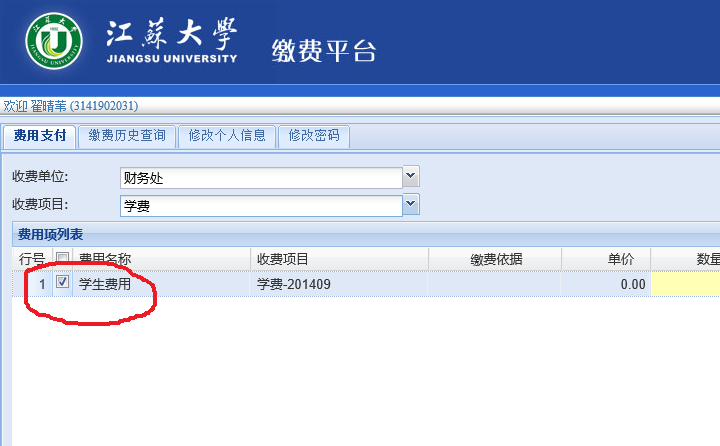 江苏大学
JIANGSU UNIVERSITY
缴费平台
欢迎 翟晴苇 (3141902031)
费用支付 缴费历史查询 修改个人信息 修改密码
收费单位: 财务处
收费项目: 学费
费用项列表
行号 费用名称 收费项目 缴费依据 单价 数量
1 学生费用 学费-201409 0.00